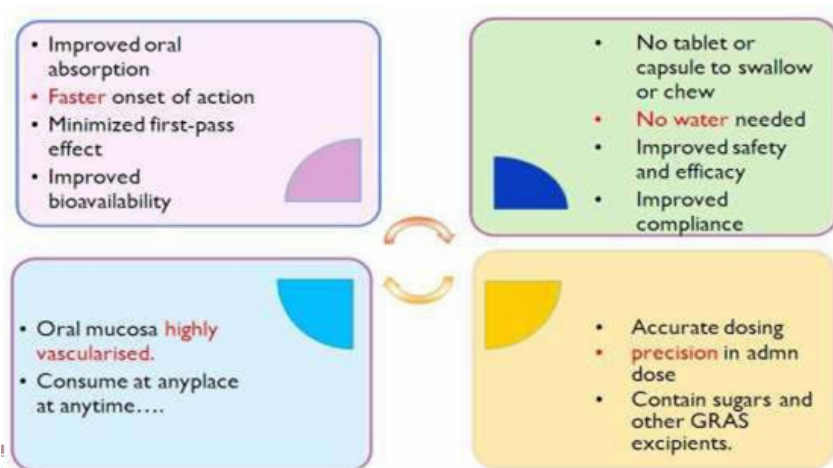 • Improved oral
absorption
• Faster onset of action
• Minimized first-pass
effect
• Improved
bioavailability
• No tablet or
capsule to swallow
or chew
• No water needed
• Improved safety
and efficacy
• Improved
compliance
• Oral mucosa highly
vascularised.
• Consume at anyplace
at anytime....
• Accurate dosing
• precision in admn
dose
• Contain sugars and
other GRAS
excipients.